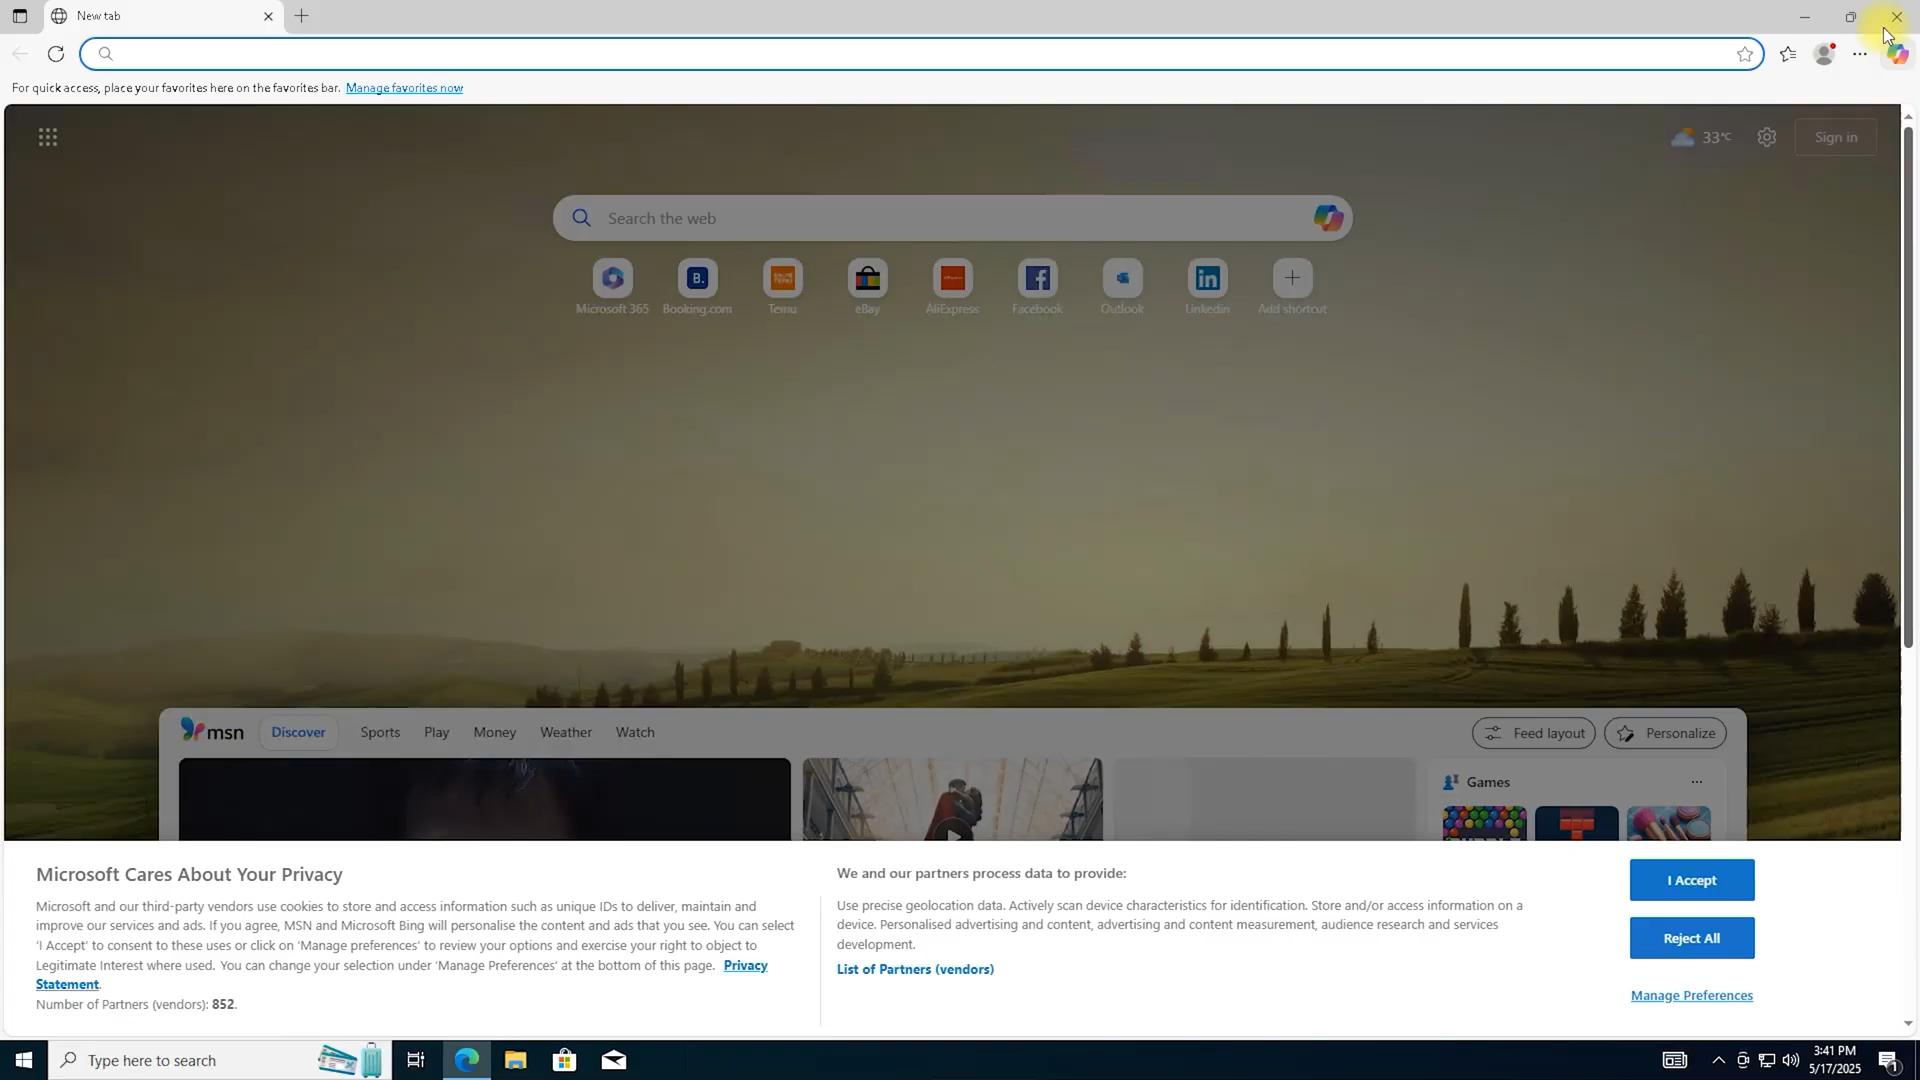 New tab
For quick access, place your favorites here on the favorites bar. Manage favorites now
33°C
Sign in
Search the web
Microsoft 365
Booking.com
Temu
eBay
AliExpress
Facebook
Outlook
LinkedIn
Add shortcut
msn
Discover
Sports
Play
Money
Weather
Watch
Feed layout
Personalize
Games
Microsoft Cares About Your Privacy
Microsoft and our third-party vendors use cookies to store and access information such as unique IDs to deliver, maintain and
improve our services and ads. If you agree, MSN and Microsoft Bing will personalise the content and ads that you see. You can select
'I Accept' to consent to these uses or click on 'Manage preferences' to review your options and exercise your right to object to
Legitimate Interest where used. You can change your selection under 'Manage Preferences' at the bottom of this page. Privacy
Statement.
Number of Partners (vendors): 852.
We and our partners process data to provide:
Use precise geolocation data. Actively scan device characteristics for identification. Store and/or access information on a
device. Personalised advertising and content, advertising and content measurement, audience research and services
development.
List of Partners (vendors)
I Accept
Reject All
Manage Preferences
Type here to search
3:41 PM
5/17/2025
1